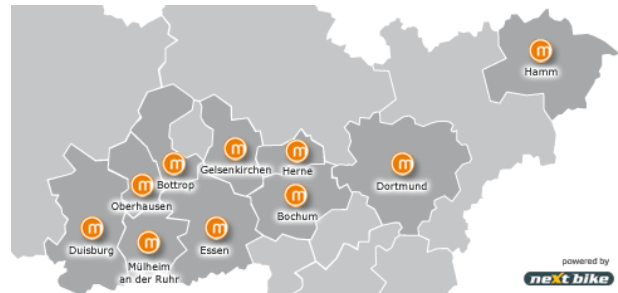 Hamm
Gelsenkirchen
Herne
Bottrop
Dortmund
Oberhausen
Bochum
Duisburg
Essen
Mülheim
an der Ruhr
powered by
nextbike